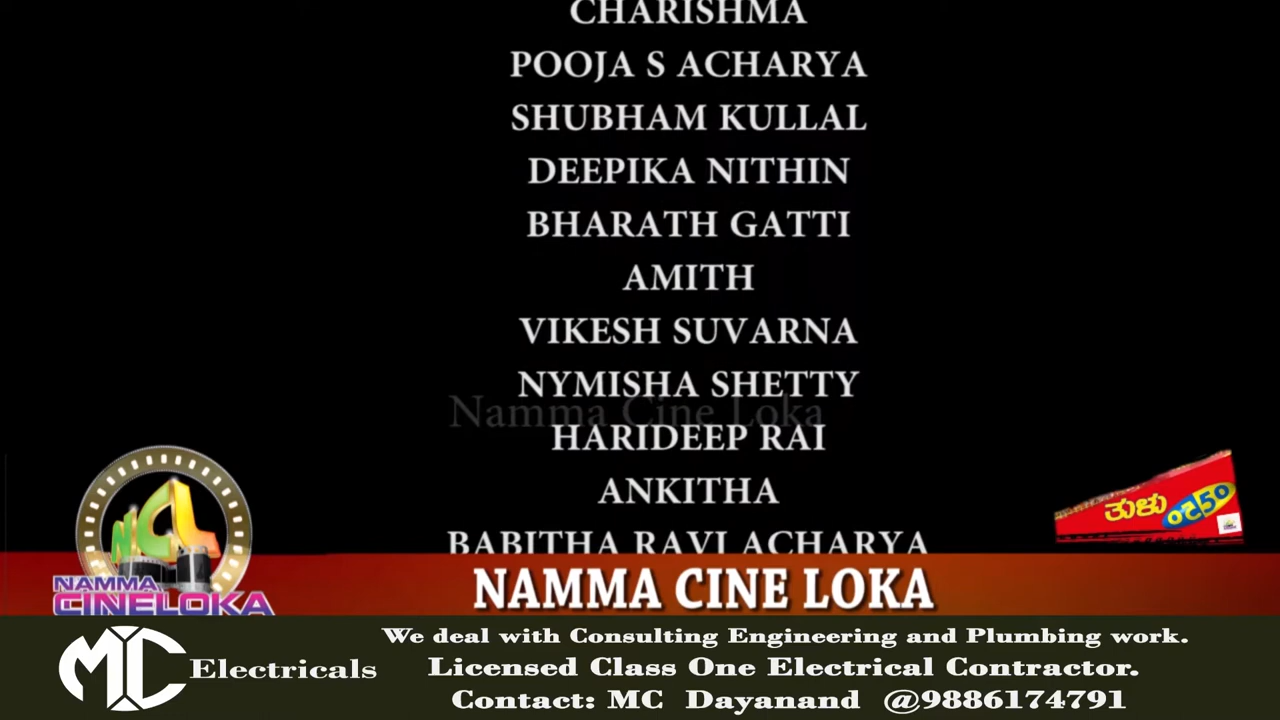 CHARISHMA
POOJA S ACHARYA
SHUBHAM KULLAL
DEEPIKA NITHIN
BHARATH GATTI
AMITH
VIKESH SUVARNA
NYMISHA SHETTY
Namma Cine Loka
HARIDEEP RAI
ANKITHA
BABITHA RAVI ACHARYA
ತುಳು
NCL
NAMMA
CINELOKA
NAMMA CINE LOKA
MC Electricals
We deal with Consulting Engineering and Plumbing work.
Licensed Class One Electrical Contractor.
Contact: MC Dayanand @9886174791